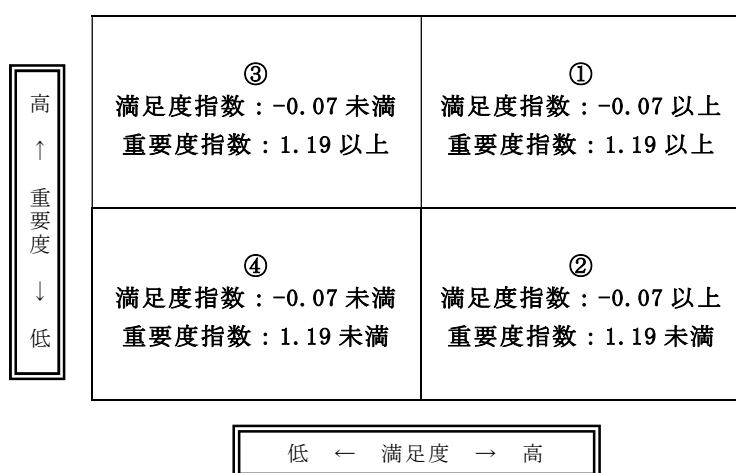 高 ↑ 重要度 ↓ 低
③
満足度指数：-0.07 未満
重要度指数：1.19 以上
①
満足度指数：-0.07 以上
重要度指数：1.19 以上
④
満足度指数：-0.07 未満
重要度指数：1.19 未満
②
満足度指数：-0.07 以上
重要度指数：1.19 未満
低 ← 満足度 → 高